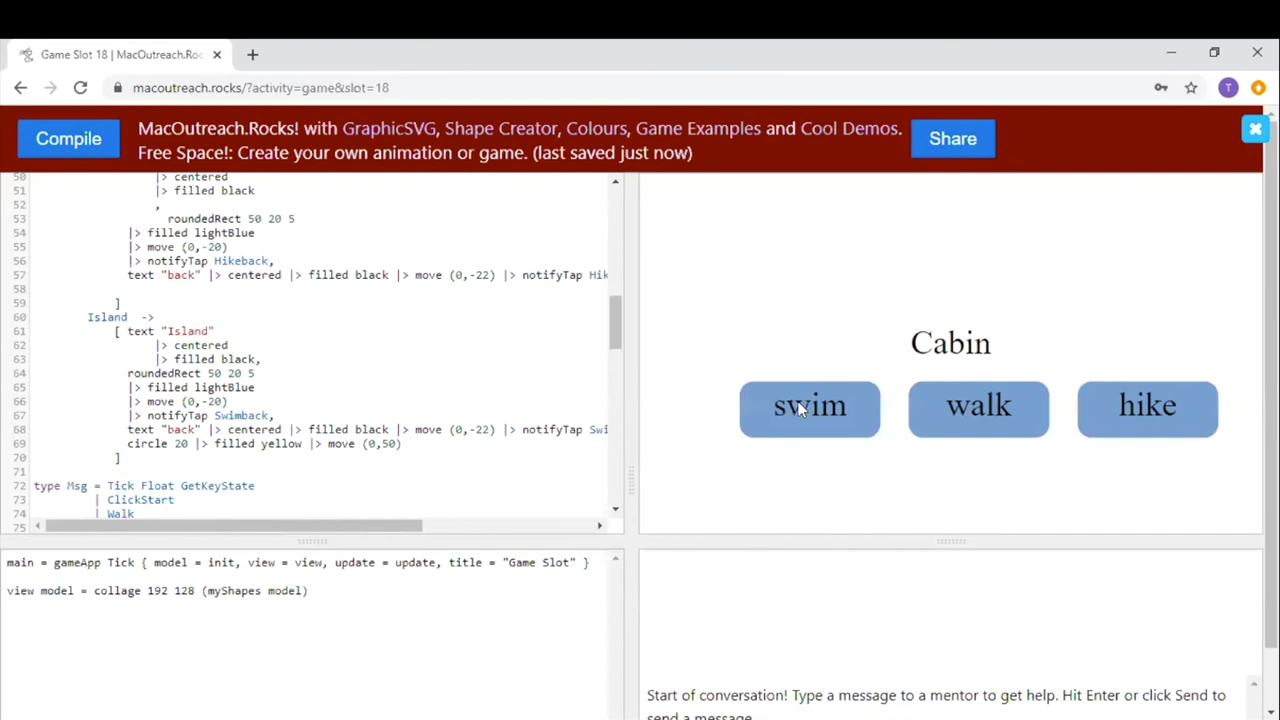 Game Slot 18 | MacOutreach.Roc
macoutreach.rocks/?activity=game&slot=18
T
Compile
MacOutreach.Rocks! with GraphicSVG, Shape Creator, Colours, Game Examples and Cool Demos.
Free Space!: Create your own animation or game. (last saved just now)
Share
50 |> centered
51 |> filled black
52 ,
53 roundedRect 50 20 5
54 |> filled lightBlue
55 |> move (0,-20)
56 |> notifyTap Hikeback,
57 text "back" |> centered |> filled black |> move (0,-22) |> notifyTap Hik
58
59 ]
60 Island ->
61 [ text "Island"
62 |> centered
63 |> filled black,
64 roundedRect 50 20 5
65 |> filled lightBlue
66 |> move (0,-20)
67 |> notifyTap Swimback,
68 text "back" |> centered |> filled black |> move (0,-22) |> notifyTap Swi
69 circle 20 |> filled yellow |> move (0,50)
70 ]
71
72 type Msg = Tick Float GetKeyState
73 | ClickStart
74 | Walk
75
Cabin
swim
walk
hike
main = gameApp Tick { model = init, view = view, update = update, title = "Game Slot" }
view model = collage 192 128 (myShapes model)
Start of conversation! Type a message to a mentor to get help. Hit Enter or click Send to
send a message.